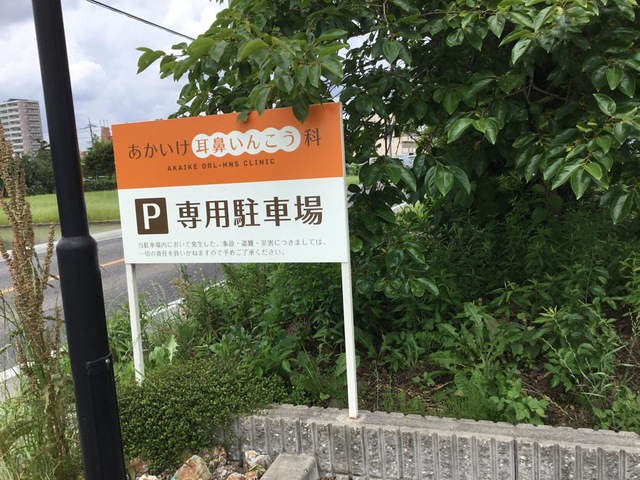 あかいけ耳鼻いんこう科
AKAIKE ORL-HNS CLINIC
P 専用駐車場
当駐車場内において発生した、事故・盗難・災害につきましては、
一切の責任を負いかねますので予めご了承ください。